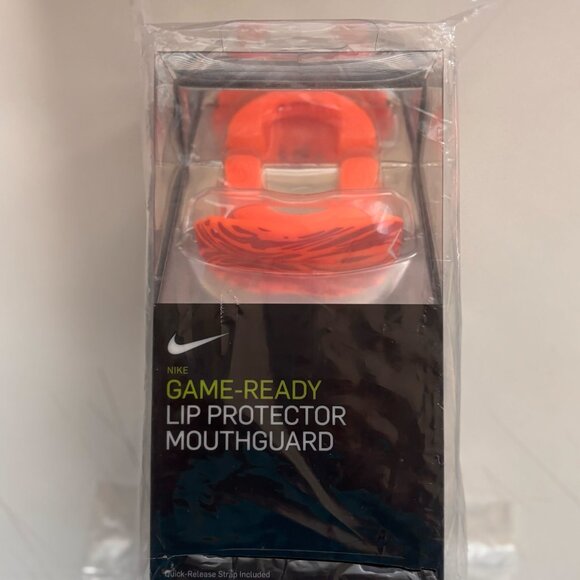 NIKE
GAME-READY
LIP PROTECTOR
MOUTHGUARD
Quick-Release Strap Included